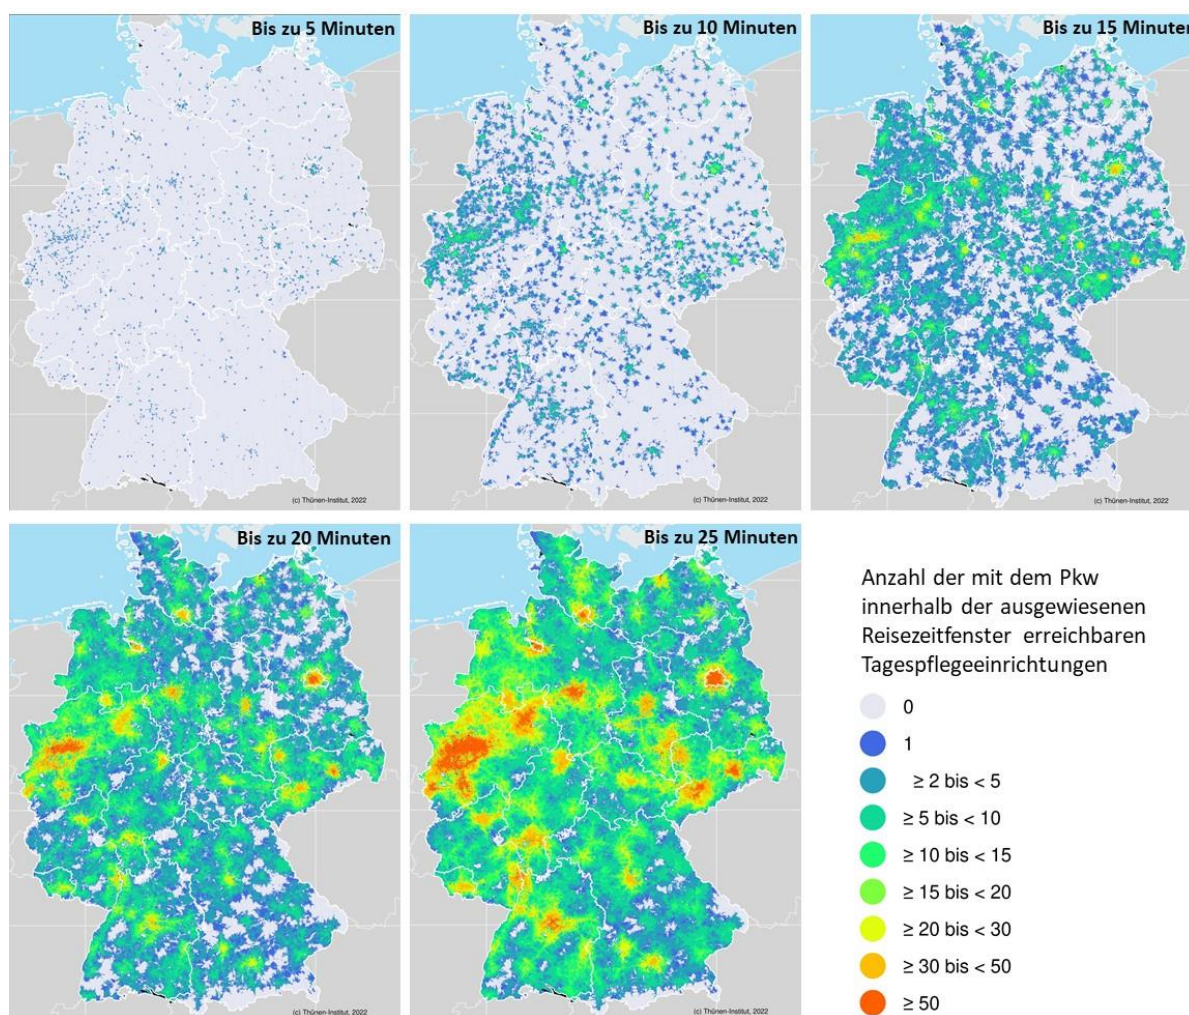 Bis zu 5 Minuten
(c) Thünen-Institut, 2022
Bis zu 10 Minuten
(c) Thünen-Institut, 2022
Bis zu 15 Minuten
(c) Thünen-Institut, 2022
Bis zu 20 Minuten
(c) Thünen-Institut, 2022
Bis zu 25 Minuten
(c) Thünen-Institut, 2022
Anzahl der mit dem Pkw
innerhalb der ausgewiesenen
Reisezeitfenster erreichbaren
Tagespflegeeinrichtungen
0
1
≥ 2 bis < 5
≥ 5 bis < 10
≥ 10 bis < 15
≥ 15 bis < 20
≥ 20 bis < 30
≥ 30 bis < 50
≥ 50